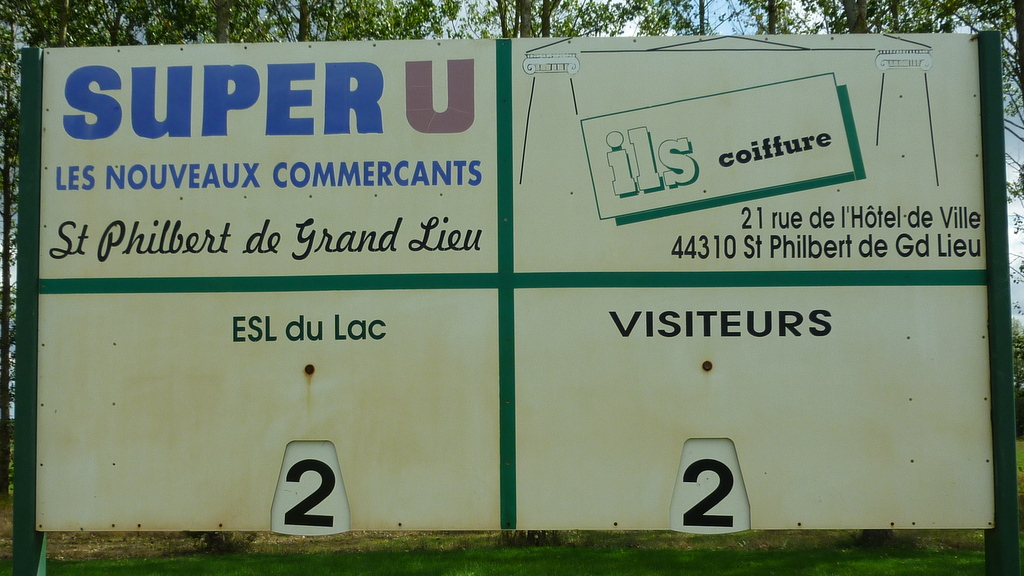 SUPER U
LES NOUVEAUX COMMERCANTS
St Philbert de Grand Lieu
ils coiffure
21 rue de l'Hôtel de Ville
44310 St Philbert de Gd Lieu
ESL du Lac
VISITEURS
2
2